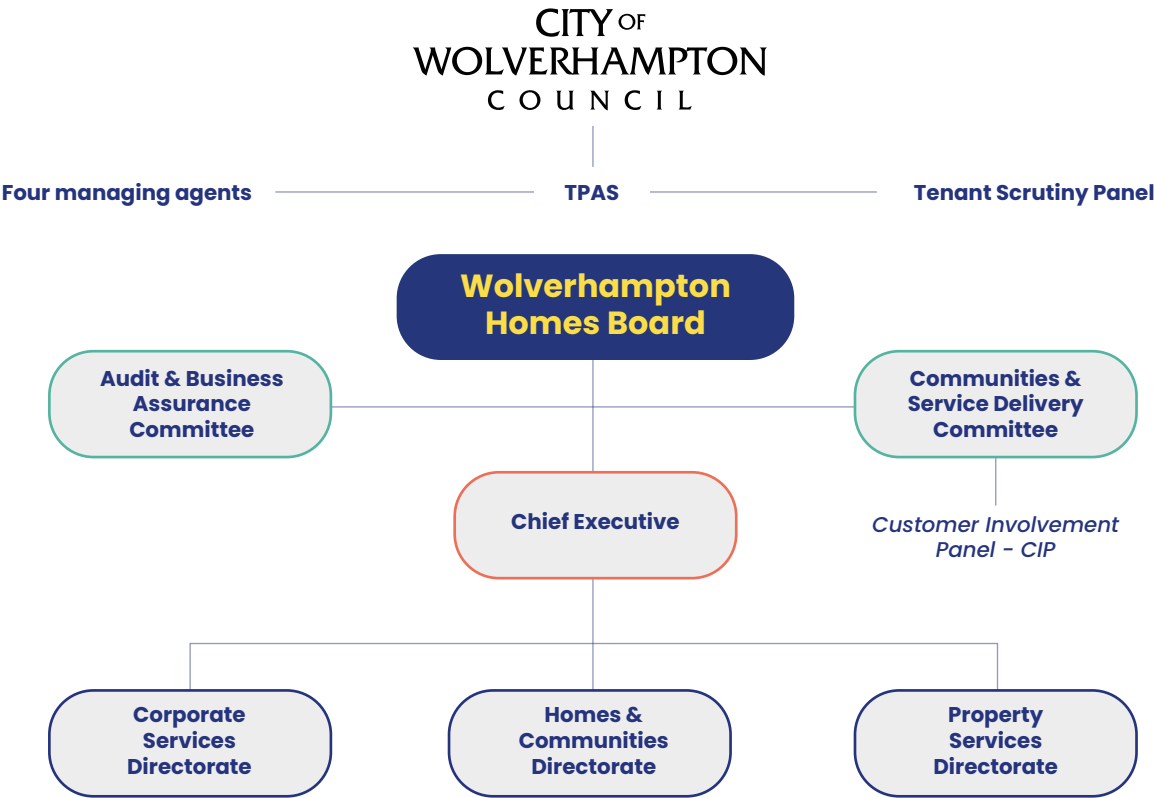 CITY OF
WOLVERHAMPTON
COUNCIL
Four managing agents
TPAS
Tenant Scrutiny Panel
Wolverhampton
Homes Board
Audit & Business
Assurance
Committee
Communities &
Service Delivery
Committee
Chief Executive
Customer Involvement
Panel - CIP
Corporate
Services
Directorate
Homes &
Communities
Directorate
Property
Services
Directorate